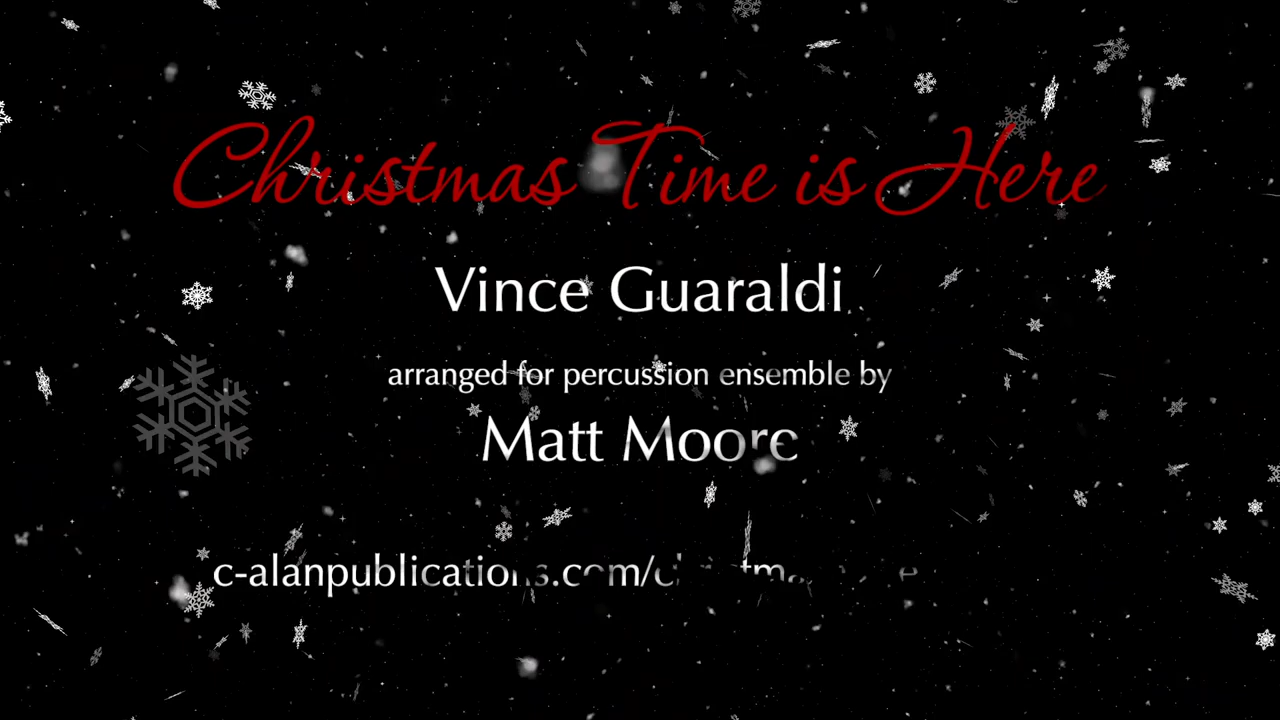 Christmas Time is Here
Vince Guaraldi
arranged for percussion ensemble by
Matt Moore